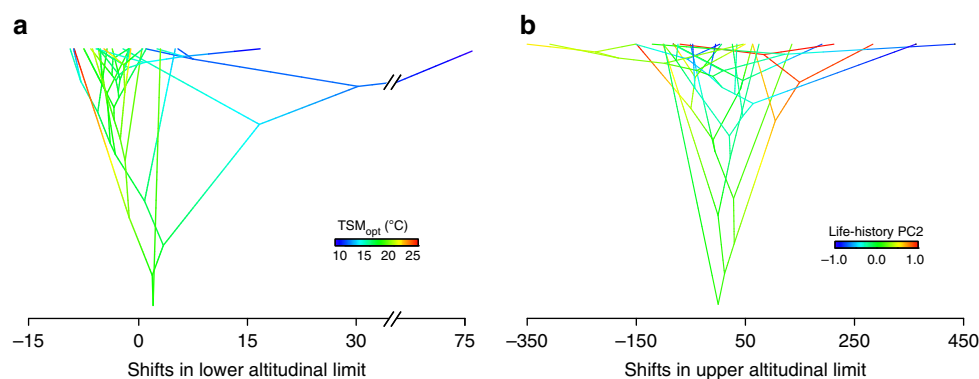 a
b
TSMopt (°C)
10 15 20 25
Life-history PC2
−1.0 0.0 1.0
−15 0 15 30 75
−350 −150 50 250 450
Shifts in lower altitudinal limit
Shifts in upper altitudinal limit